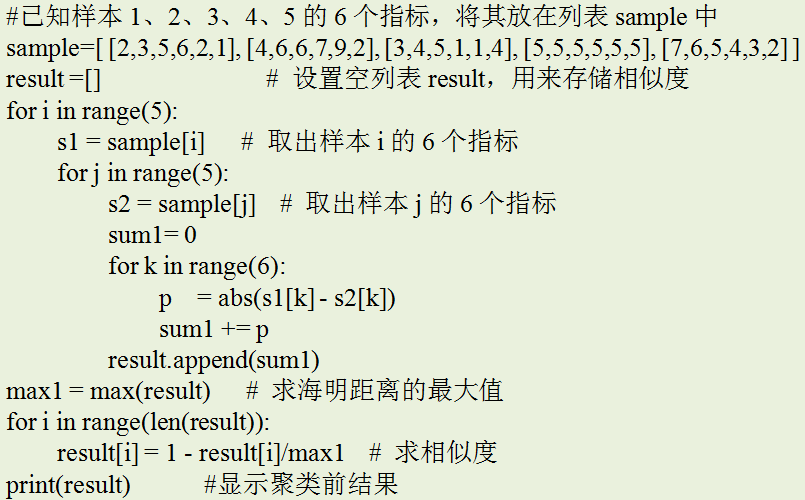 #已知样本 1、2、3、4、5 的 6 个指标，将其放在列表 sample 中
sample=[ [2,3,5,6,2,1], [4,6,6,7,9,2], [3,4,5,1,1,4], [5,5,5,5,5,5], [7,6,5,4,3,2] ]
result =[]                    # 设置空列表 result，用来存储相似度
for i in range(5):
    s1 = sample[i]    # 取出样本 i 的 6 个指标
    for j in range(5):
        s2 = sample[j]   # 取出样本 j 的 6 个指标
        sum1= 0
        for k in range(6):
            p   = abs(s1[k] - s2[k])
            sum1 += p
        result.append(sum1)
max1 = max(result)    # 求海明距离的最大值
for i in range(len(result)):
    result[i] = 1 - result[i]/max1   # 求相似度
print(result)          #显示聚类前结果